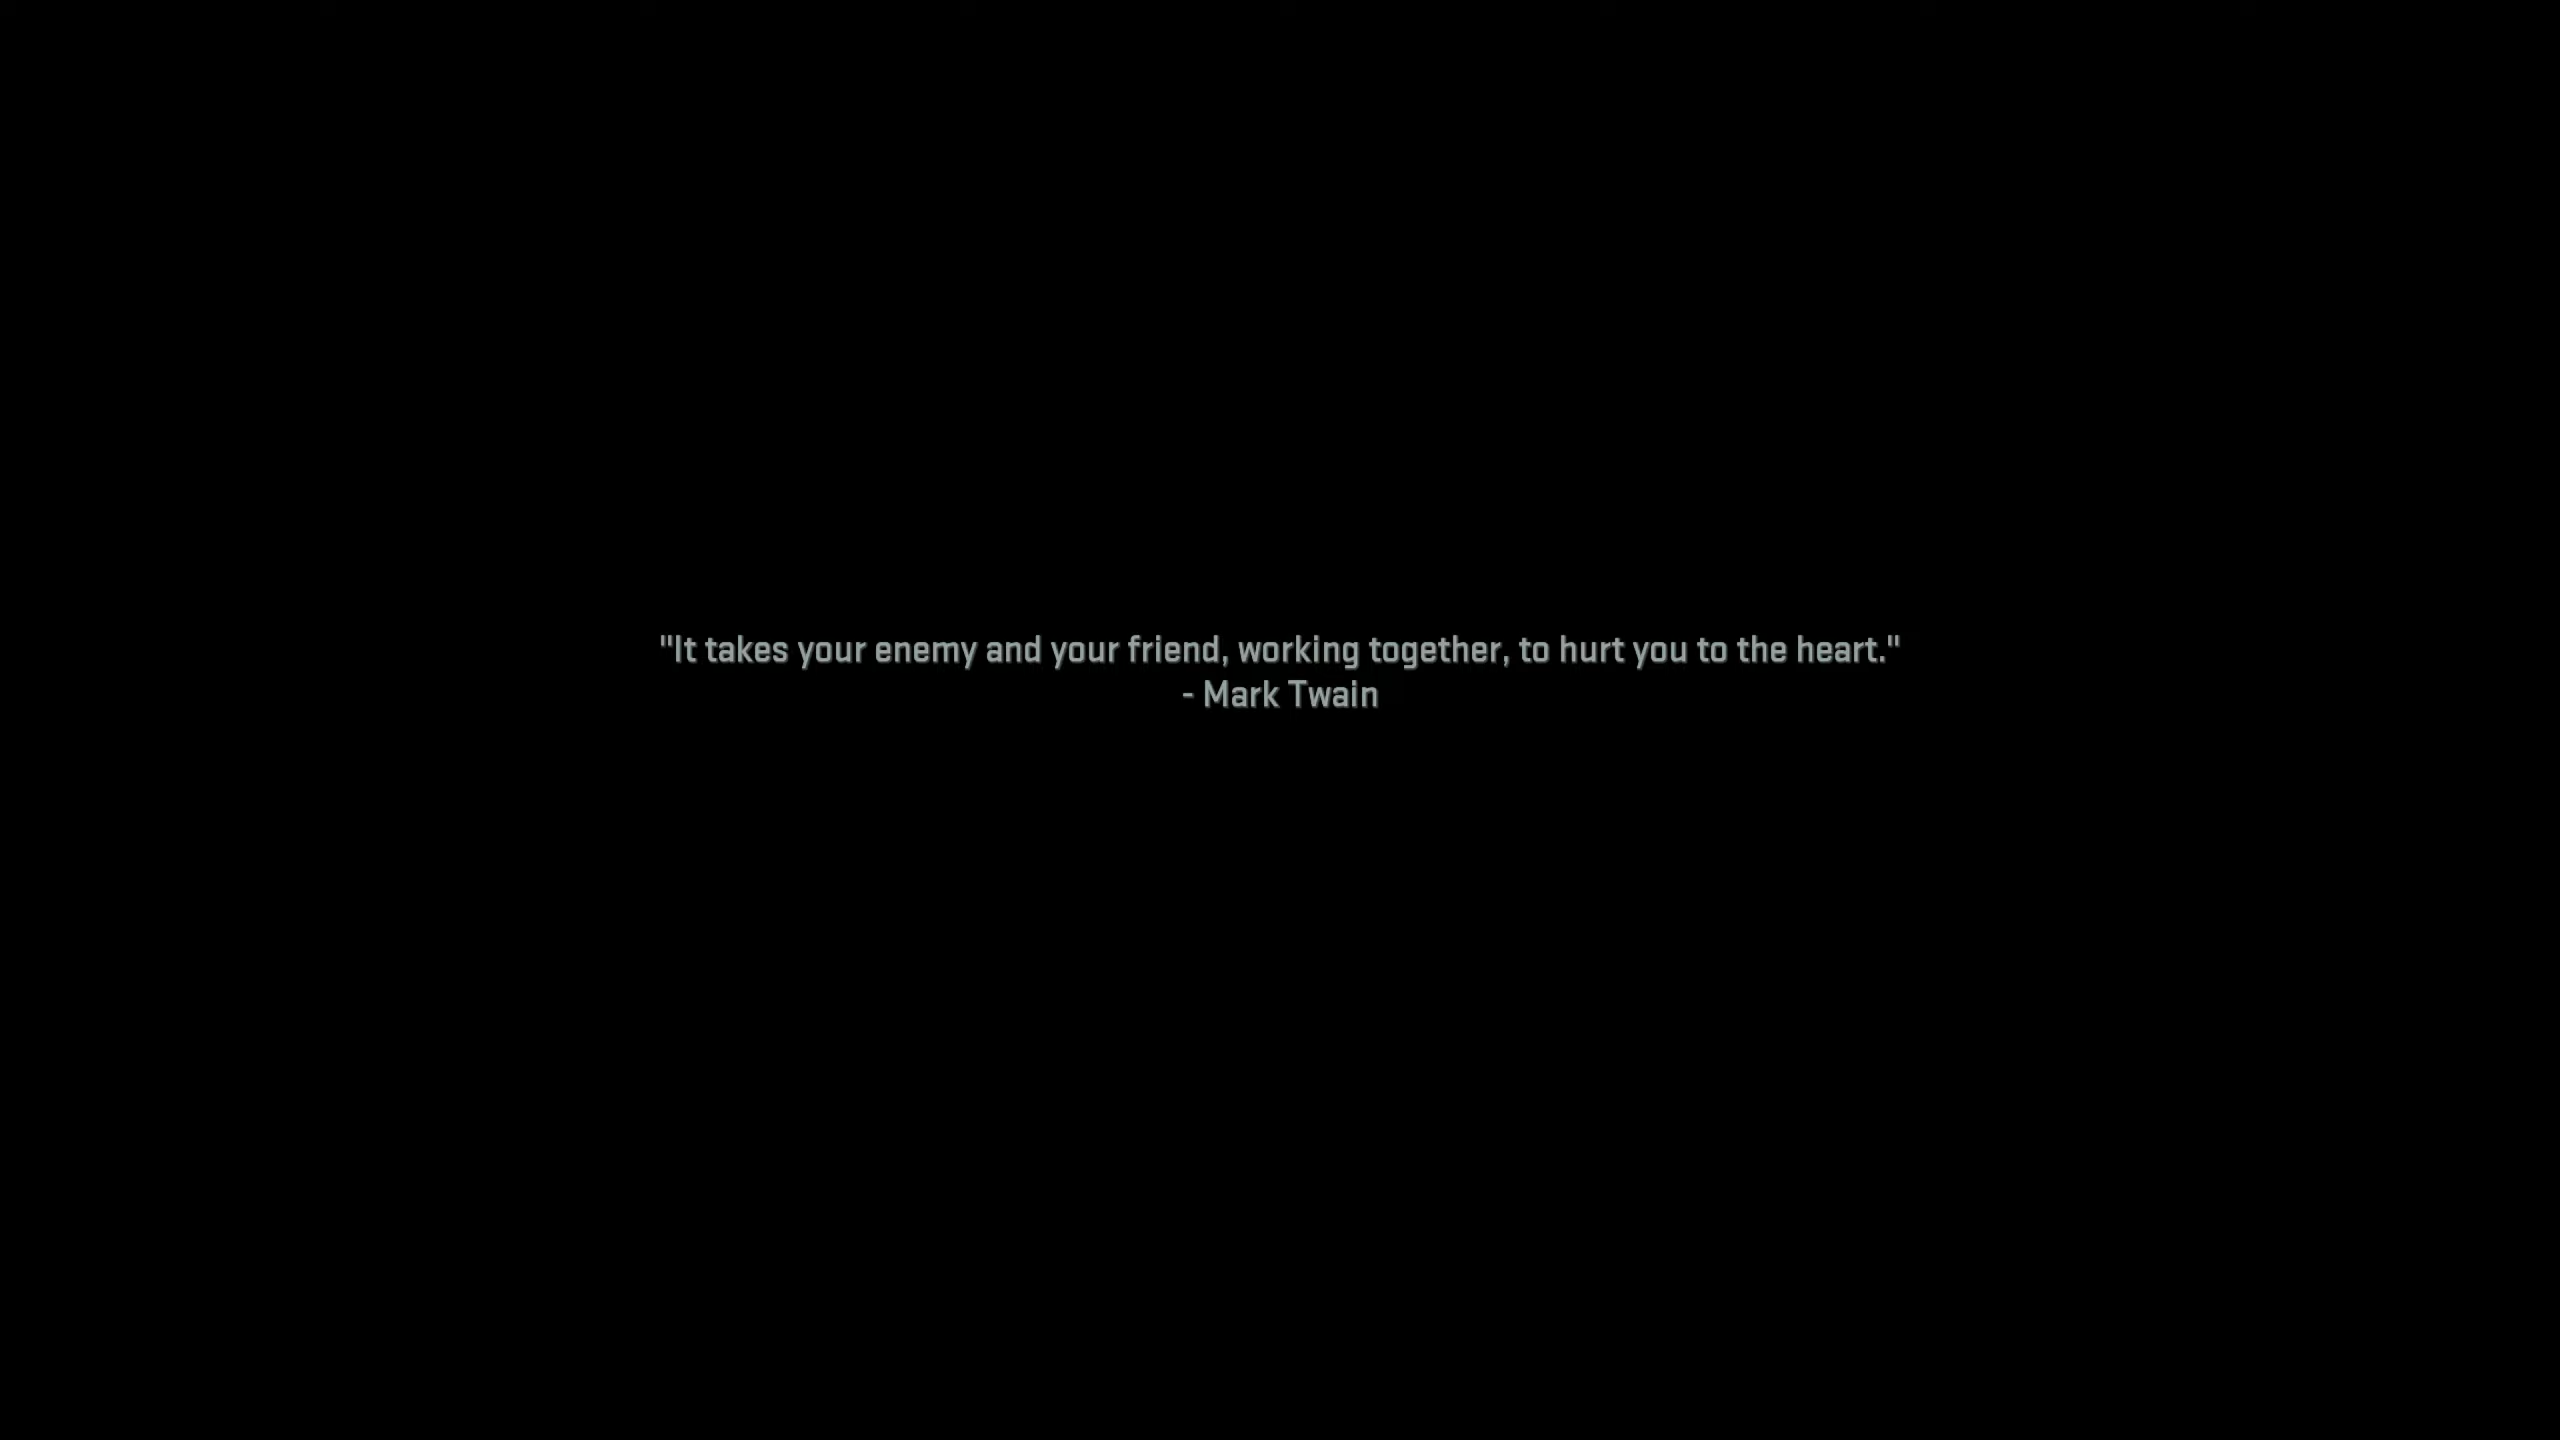 "It takes your enemy and your friend, working together, to hurt you to the heart."
- Mark Twain